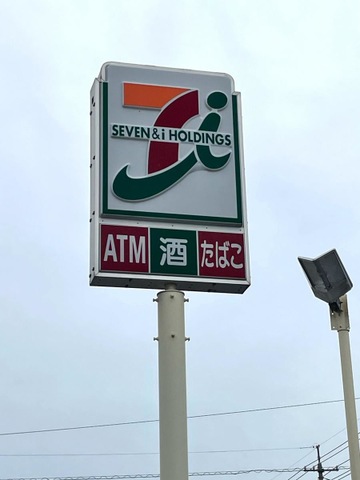 SEVEN & i HOLDINGS
ATM 酒 たばこ